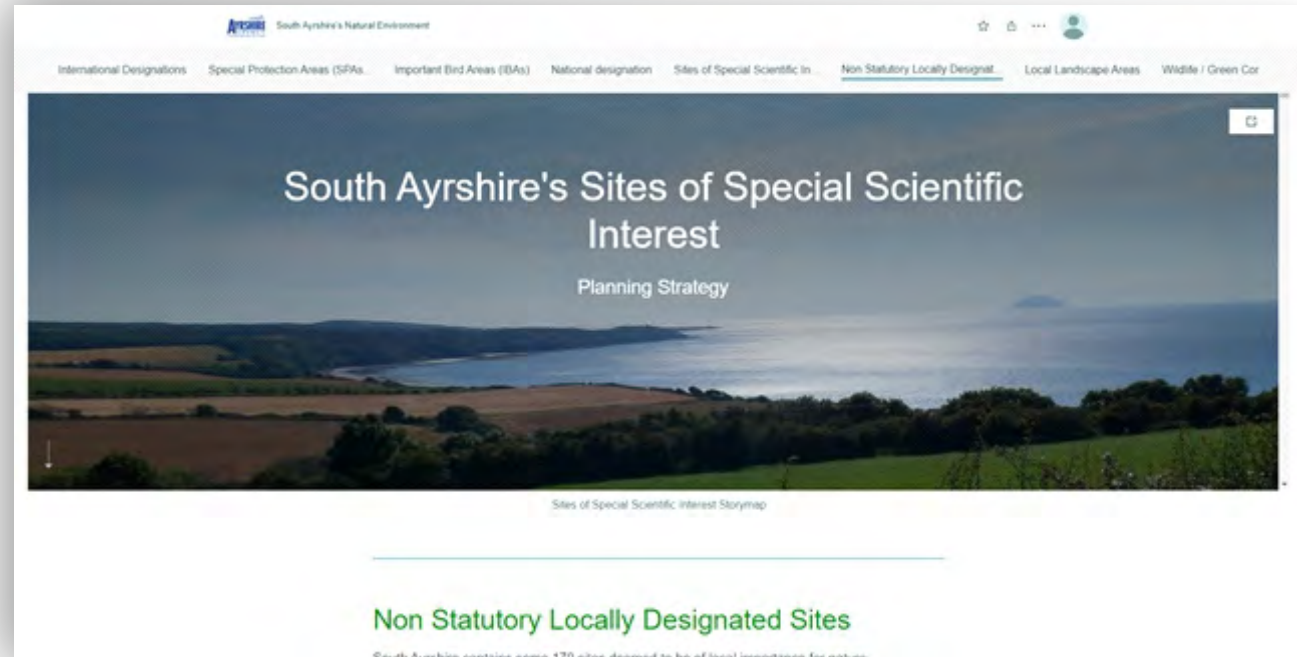 AYRSHIRE
South Ayrshire's Natural Environment
International Designations Special Protection Areas (SPAs... Important Bird Areas (IBAs) National designation Sites of Special Scientific In... Non Statutory Locally Designat... Local Landscape Areas Wildlife / Green Cor
South Ayrshire's Sites of Special Scientific
Interest
Planning Strategy
Sites of Special Scientific Interest Storymap
Non Statutory Locally Designated Sites
South Ayrshire contains some 170 sites deemed to be of local importance for nature